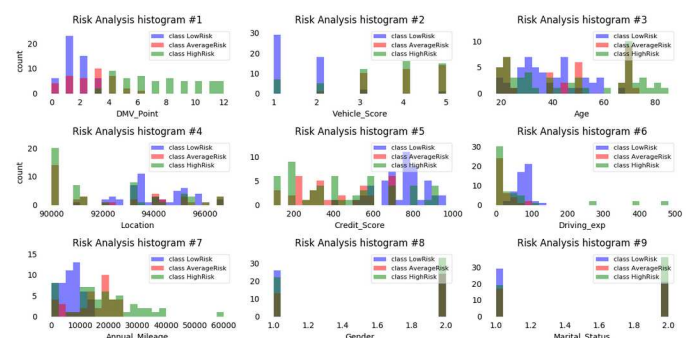 Risk Analysis histogram #1
Risk Analysis histogram #2
Risk Analysis histogram #3
class LowRisk
class AverageRisk
class HighRisk
class LowRisk
class AverageRisk
class HighRisk
class LowRisk
class AverageRisk
class HighRisk
count
20
10
0
30
20
10
0
10
5
0
0 2 4 6 8 10 12
1 2 3 4 5
20 40 60 80
DMV_Point
Vehicle_Score
Age
Risk Analysis histogram #4
Risk Analysis histogram #5
Risk Analysis histogram #6
class LowRisk
class AverageRisk
class HighRisk
class LowRisk
class AverageRisk
class HighRisk
class LowRisk
class AverageRisk
class HighRisk
count
20
10
0
10
5
0
30
20
10
0
90000 92000 94000 96000
200 400 600 800 1000
0 100 200 300 400 500
Location
Credit_Score
Driving_exp
Risk Analysis histogram #7
Risk Analysis histogram #8
Risk Analysis histogram #9
class LowRisk
class AverageRisk
class HighRisk
class LowRisk
class AverageRisk
class HighRisk
class LowRisk
class AverageRisk
class HighRisk
15
10
5
0
30
20
10
0
30
20
10
0
0 10000 20000 30000 40000 50000 60000
1.0 1.2 1.4 1.6 1.8 2.0
1.0 1.2 1.4 1.6 1.8 2.0
Annual_Mileage
Gender
Marital_Status